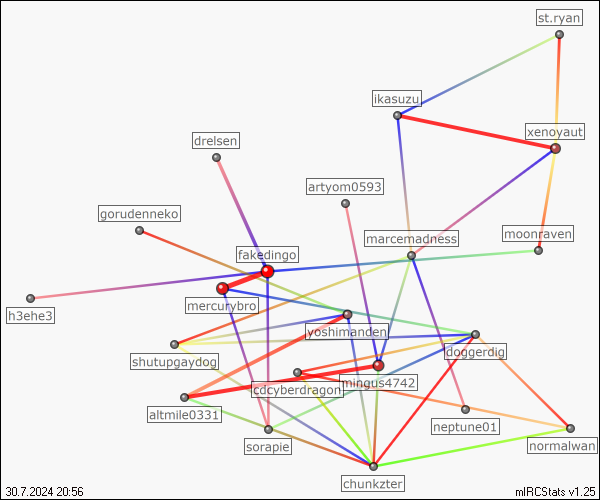 st.ryan
ikasuzu
xenoyaut
drelsen
artyom0593
gorudenneko
moonraven
marcemadness
fakedingo
h3ehe3
mercurybro
yoshimanden
doggerdig
shutupgaydog
mingus4742
cdcyberdragon
altmile0331
neptune01
sorapie
normalwan
chunkzter
30.7.2024 20:56
mIRCStats v1.25